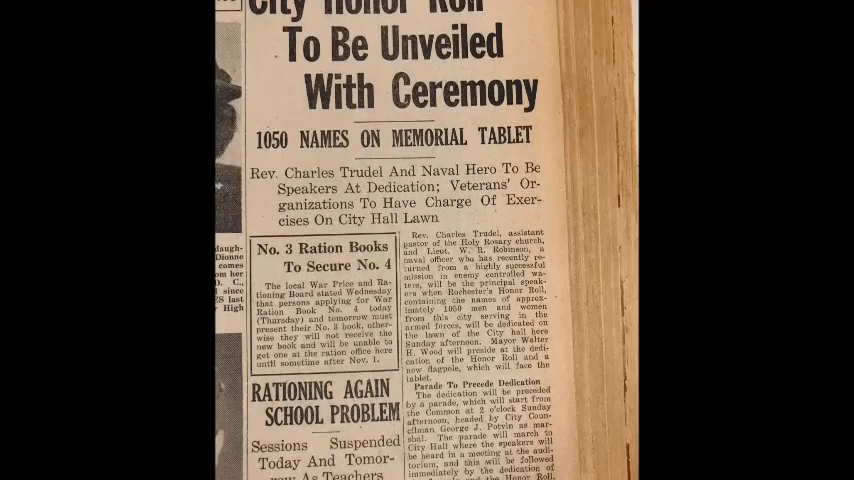 City Honor Roll
To Be Unveiled
With Ceremony
1050 NAMES ON MEMORIAL TABLET
Rev. Charles Trudel And Naval Hero To Be
Speakers At Dedication; Veterans' Or-
ganizations To Have Charge Of Exer-
cises On City Hall Lawn
No. 3 Ration Books
To Secure No. 4
The local War Price and Ra-
tioning Board stated Wednesday
that persons applying for War
Ration Book No. 4 today
(Thursday) and tomorrow must
present their No. 3 book, other-
wise they will not receive the
new book and will be unable to
get one at the ration office here
until sometime after Nov. 1.
RATIONING AGAIN
SCHOOL PROBLEM
Sessions Suspended
Today And Tomor-
row As Teachers
Rev. Charles Trudel, assistant
pastor of the Holy Rosary church,
and Lieut. W. R. Robinson, a
naval officer who has recently re-
turned from a highly successful
mission in enemy controlled wa-
ters, will be the principal speak-
ers when Rochester's Honor Roll,
containing the names of approx-
imately 1050 men and women
from this city serving in the
armed forces, will be dedicated on
the lawn of the City hall here
Sunday afternoon. Mayor Walter
H. Wood will preside at the dedi-
cation of the Honor Roll and a
new flagpole, which will face the
tablet.
Parade To Precede Dedication
The dedication will be preceded
by a parade, which will start from
the Common at 2 o'clock Sunday
afternoon, headed by City Coun-
cilman George J. Potvin as mar-
shal. The parade will march to
City Hall where the speakers will
be heard in a meeting at the audi-
torium, and this will be followed
immediately by the dedication of
the Honor Roll,
daugh-
Dionne
comes
her
D. C.,
since
last
High